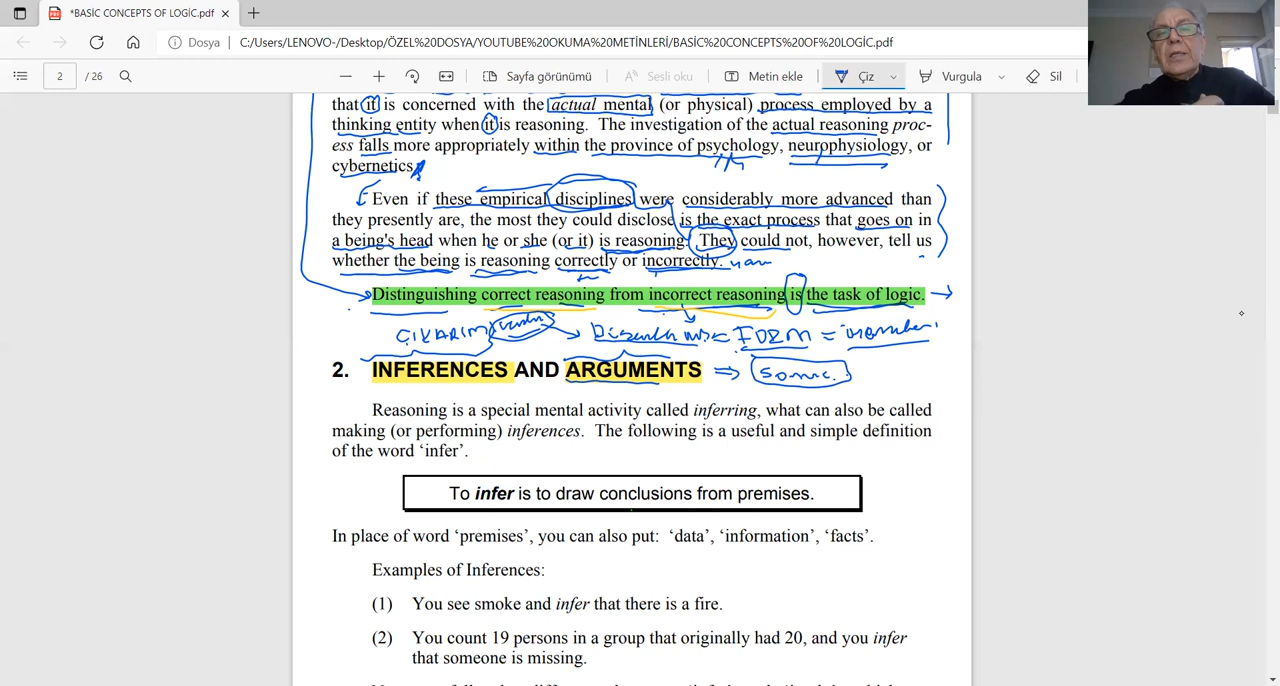 *BASİC CONCEPTS OF LOGİC.pdf
Dosya C:/Users/LENOVO-/Desktop/ÖZEL%20DOSYA/YOUTUBE%20OKUMA%20METİNLERİ/BASİC%20CONCEPTS%20OF%20LOGİC.pdf
2 / 26 Sayfa görünümü Sesli oku Metin ekle Çiz Vurgula Sil
that it is concerned with the actual mental (or physical) process employed by a
thinking entity when it is reasoning. The investigation of the actual reasoning proc-
ess falls more appropriately within the province of psychology, neurophysiology, or
cybernetics.
Even if these empirical disciplines were considerably more advanced than
they presently are, the most they could disclose is the exact process that goes on in
a being's head when he or she (or it) is reasoning. They could not, however, tell us
whether the being is reasoning correctly or incorrectly.
Distinguishing correct reasoning from incorrect reasoning is the task of logic.
ÇIKARIM = FORM =
2. INFERENCES AND ARGUMENTS
Reasoning is a special mental activity called inferring, what can also be called
making (or performing) inferences. The following is a useful and simple definition
of the word ‘infer’.
To infer is to draw conclusions from premises.
In place of word ‘premises’, you can also put: ‘data’, ‘information’, ‘facts’.
Examples of Inferences:
(1) You see smoke and infer that there is a fire.
(2) You count 19 persons in a group that originally had 20, and you infer
that someone is missing.